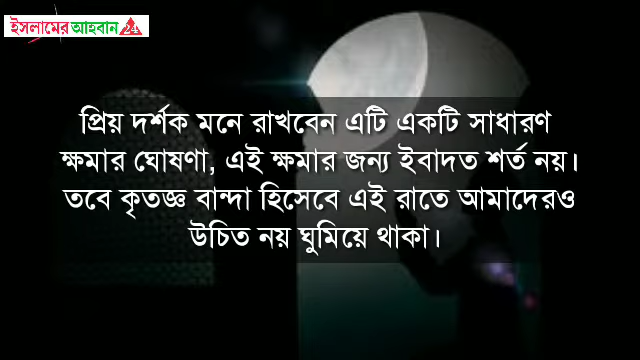 ইসলামের আহবান 24
প্রিয় দর্শক মনে রাখবেন এটি একটি সাধারণ
ক্ষমার ঘোষণা, এই ক্ষমার জন্য ইবাদত শর্ত নয়।
তবে কৃতজ্ঞ বান্দা হিসেবে এই রাতে আমাদেরও
উচিত নয় ঘুমিয়ে থাকা।